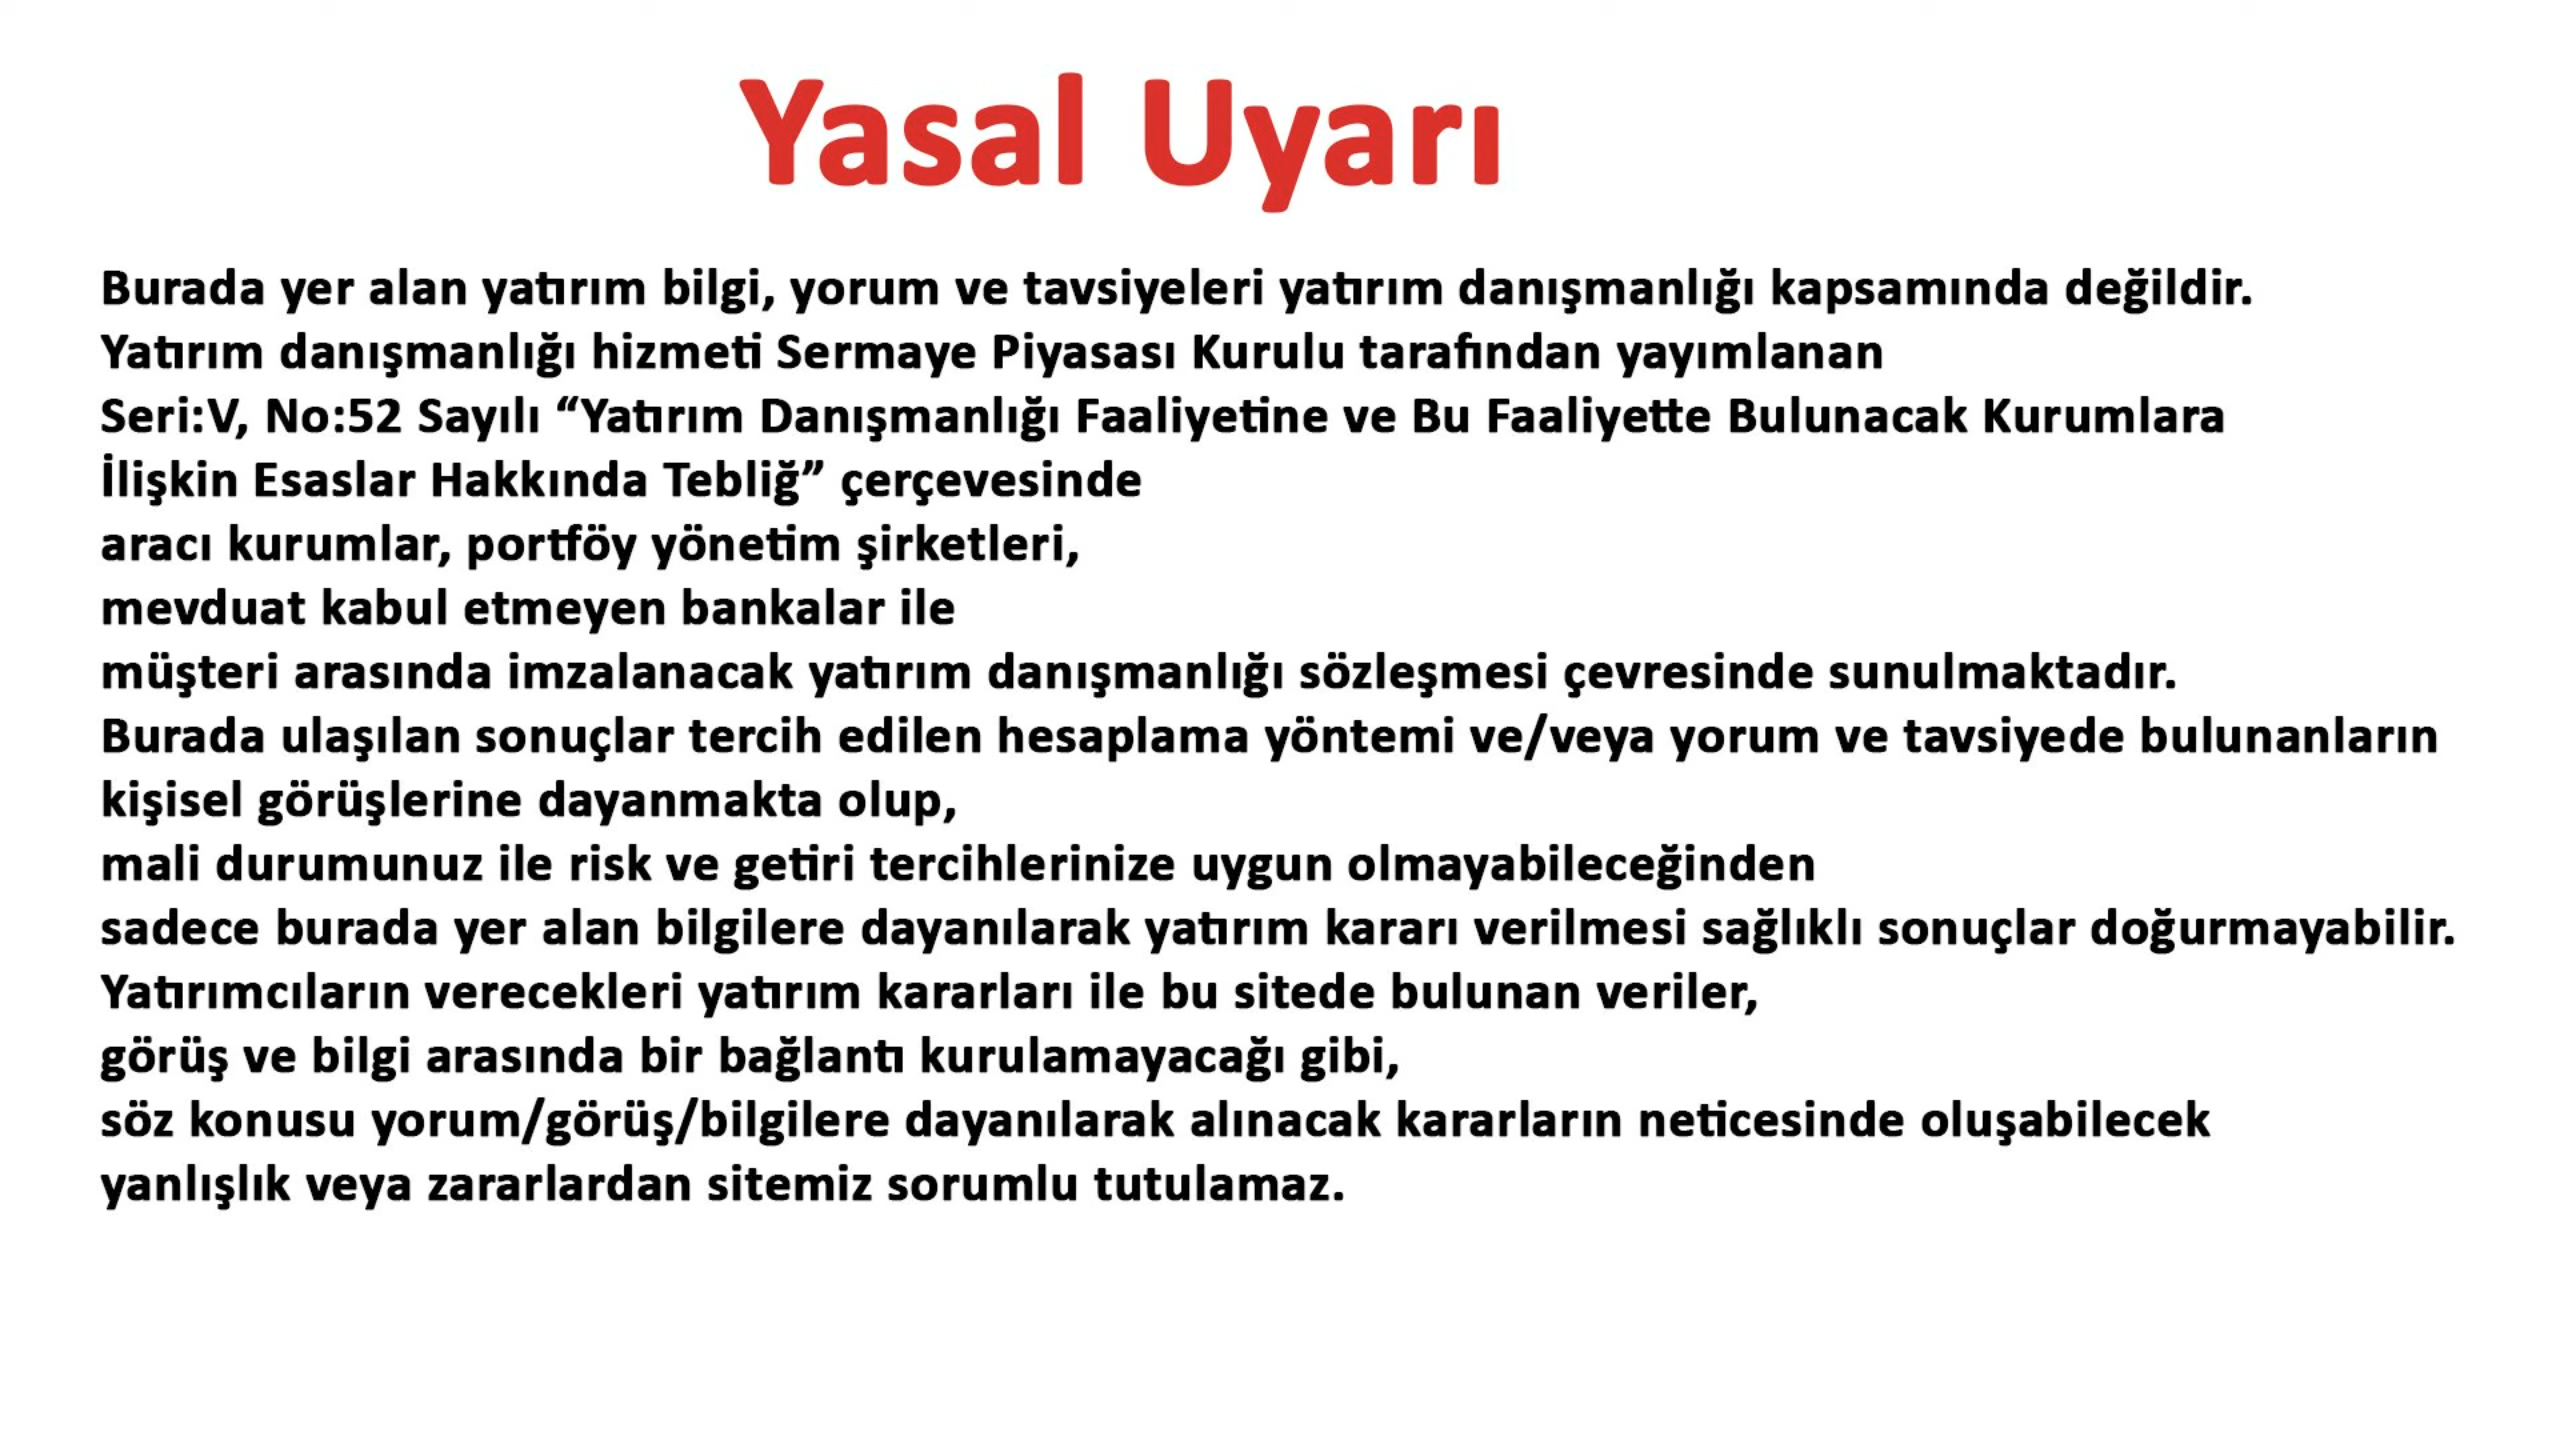 Yasal Uyarı
Burada yer alan yatırım bilgi, yorum ve tavsiyeleri yatırım danışmanlığı kapsamında değildir.
Yatırım danışmanlığı hizmeti Sermaye Piyasası Kurulu tarafından yayımlanan
Seri:V, No:52 Sayılı “Yatırım Danışmanlığı Faaliyetine ve Bu Faaliyette Bulunacak Kurumlara
İlişkin Esaslar Hakkında Tebliğ” çerçevesinde
aracı kurumlar, portföy yönetim şirketleri,
mevduat kabul etmeyen bankalar ile
müşteri arasında imzalanacak yatırım danışmanlığı sözleşmesi çevresinde sunulmaktadır.
Burada ulaşılan sonuçlar tercih edilen hesaplama yöntemi ve/veya yorum ve tavsiyede bulunanların
kişisel görüşlerine dayanmakta olup,
mali durumunuz ile risk ve getiri tercihlerinize uygun olmayabileceğinden
sadece burada yer alan bilgilere dayanılarak yatırım kararı verilmesi sağlıklı sonuçlar doğurmayabilir.
Yatırımcıların verecekleri yatırım kararları ile bu sitede bulunan veriler,
görüş ve bilgi arasında bir bağlantı kurulamayacağı gibi,
söz konusu yorum/görüş/bilgilere dayanılarak alınacak kararların neticesinde oluşabilecek
yanlışlık veya zararlardan sitemiz sorumlu tutulamaz.